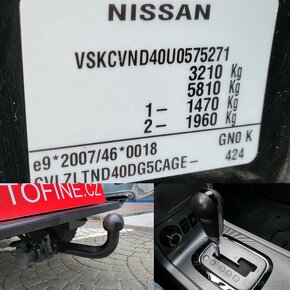 NISSAN
VSKCVND40U0575271
3210 Kg
5810 Kg
1- 1470 Kg
2- 1960 Kg
GN0 K
e9*2007/46*0018
424
CVLZLTND40DG5CAGE-
TOFINE.CZ